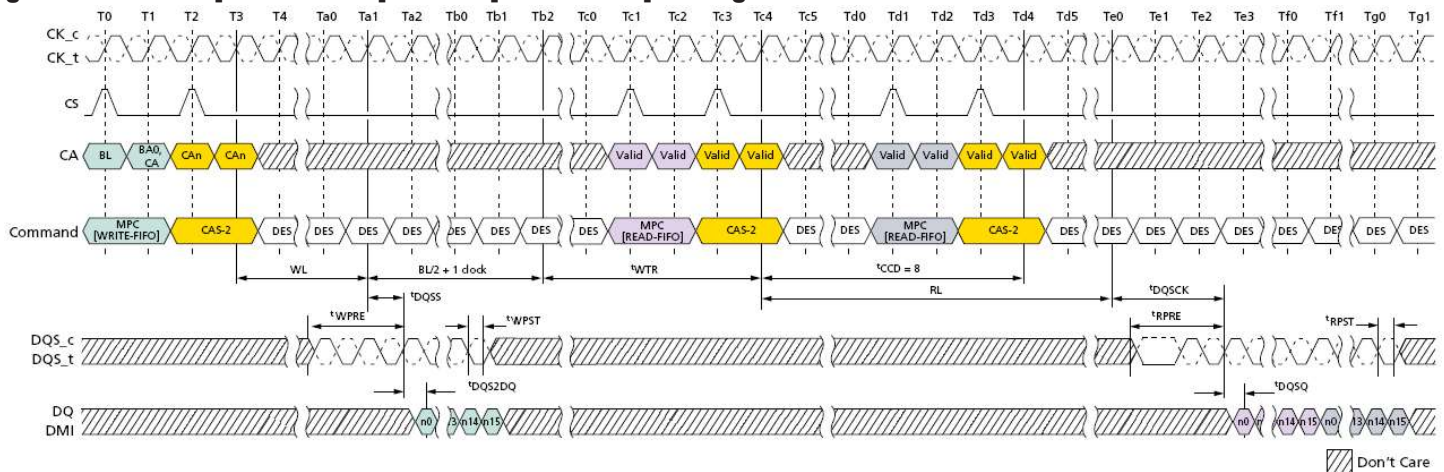 T0 T1 T2 T3 T4 Ta0 Ta1 Ta2 Tb0 Tb1 Tb2 Tc0 Tc1 Tc2 Tc3 Tc4 Tc5 Td0 Td1 Td2 Td3 Td4 Td5 Te0 Te1 Te2 Te3 Tf0 Tf1 Tg0 Tg1
CK_c
CK_t
CS
CA BL BA0, CA CAn CAn Valid Valid Valid Valid Valid Valid Valid Valid
Command MPC [WRITE-FIFO] CAS-2 DES DES DES DES DES DES DES DES MPC [READ-FIFO] CAS-2 DES DES MPC [READ-FIFO] CAS-2 DES DES DES DES DES DES DES DES DES
WL BL/2 + 1 clock tWTR tCCD = 8
tDQSS RL tDQSCK
tWPRE tWPST tRPRE tRPST
DQS_c
DQS_t
tDQS2DQ tDQSQ
DQ n0 13 n14 n15 n0 n14 n15 n0 13 n14 n15
DMI
Don't Care